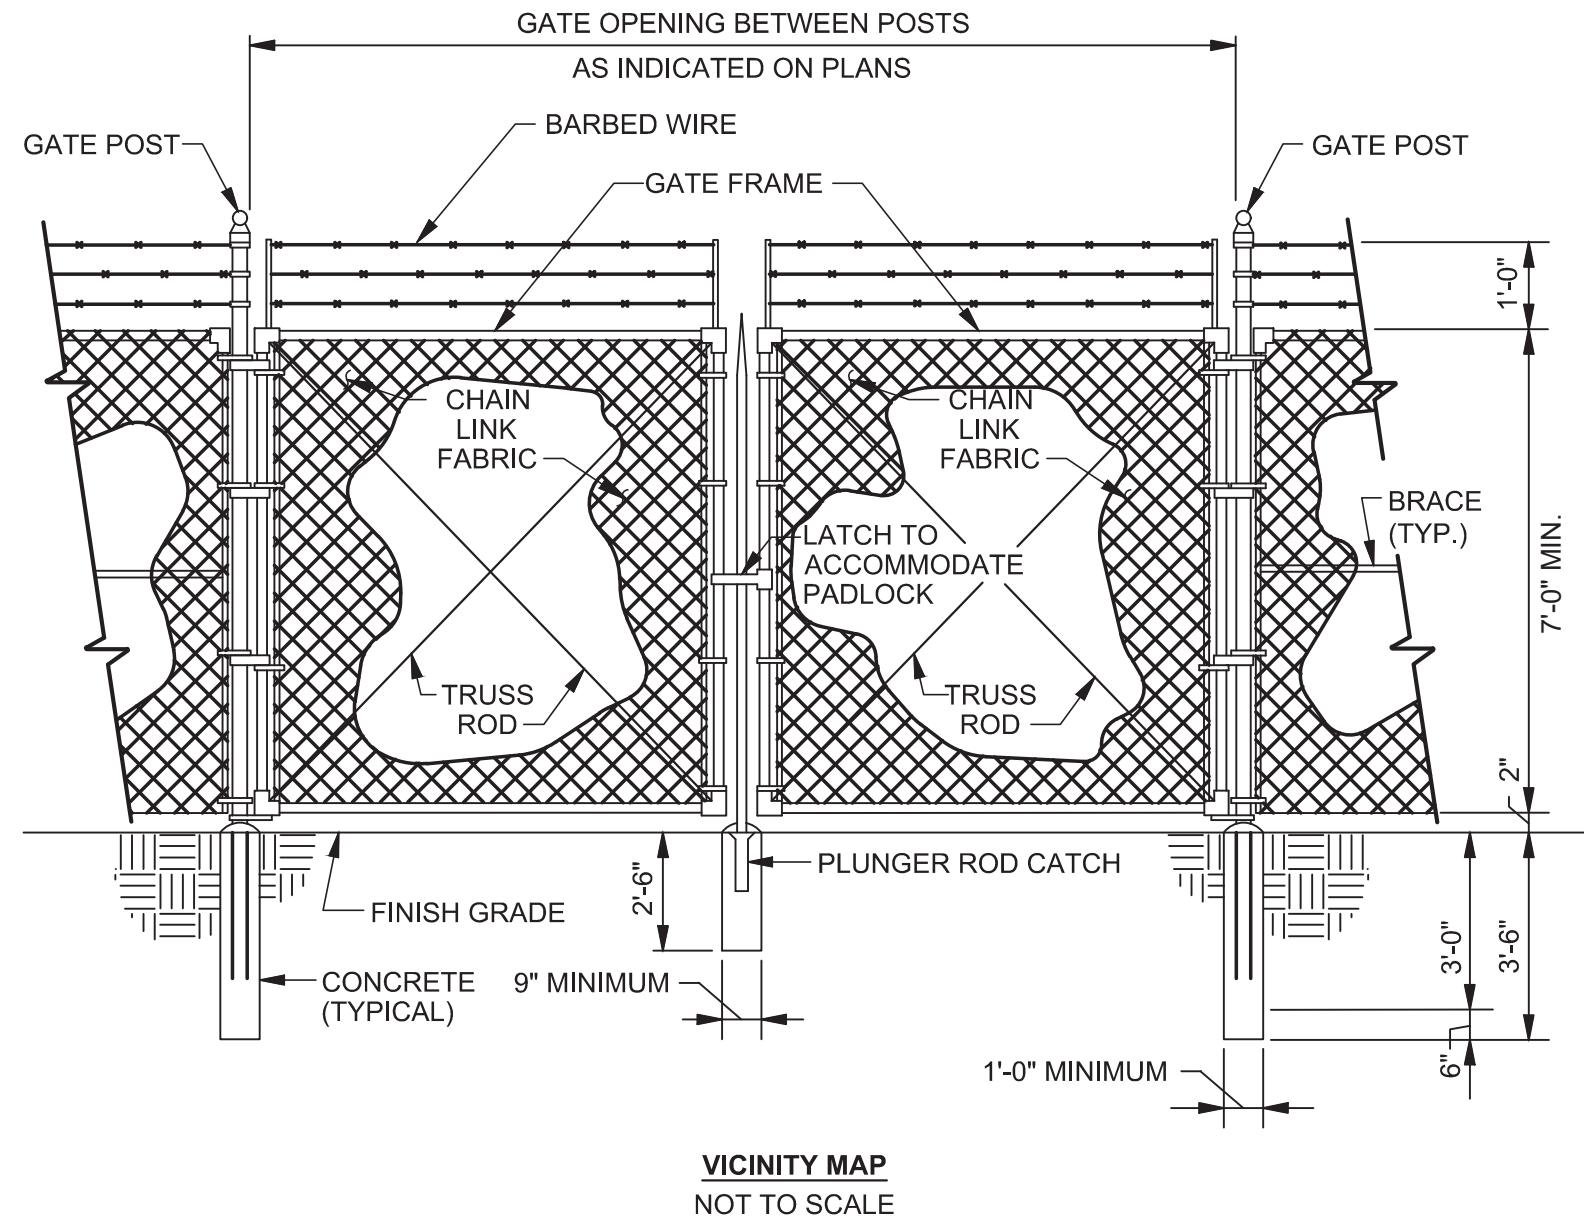 GATE OPENING BETWEEN POSTS
AS INDICATED ON PLANS
BARBED WIRE
GATE POST
GATE POST
GATE FRAME
1'-0"
CHAIN
LINK
FABRIC
CHAIN
LINK
FABRIC
BRACE
(TYP.)
LATCH TO
ACCOMMODATE
PADLOCK
7'-0" MIN.
TRUSS
ROD
TRUSS
ROD
2"
PLUNGER ROD CATCH
2'-6"
FINISH GRADE
3'-0"
3'-6"
CONCRETE
(TYPICAL)
9" MINIMUM
6"
1'-0" MINIMUM
VICINITY MAP
NOT TO SCALE